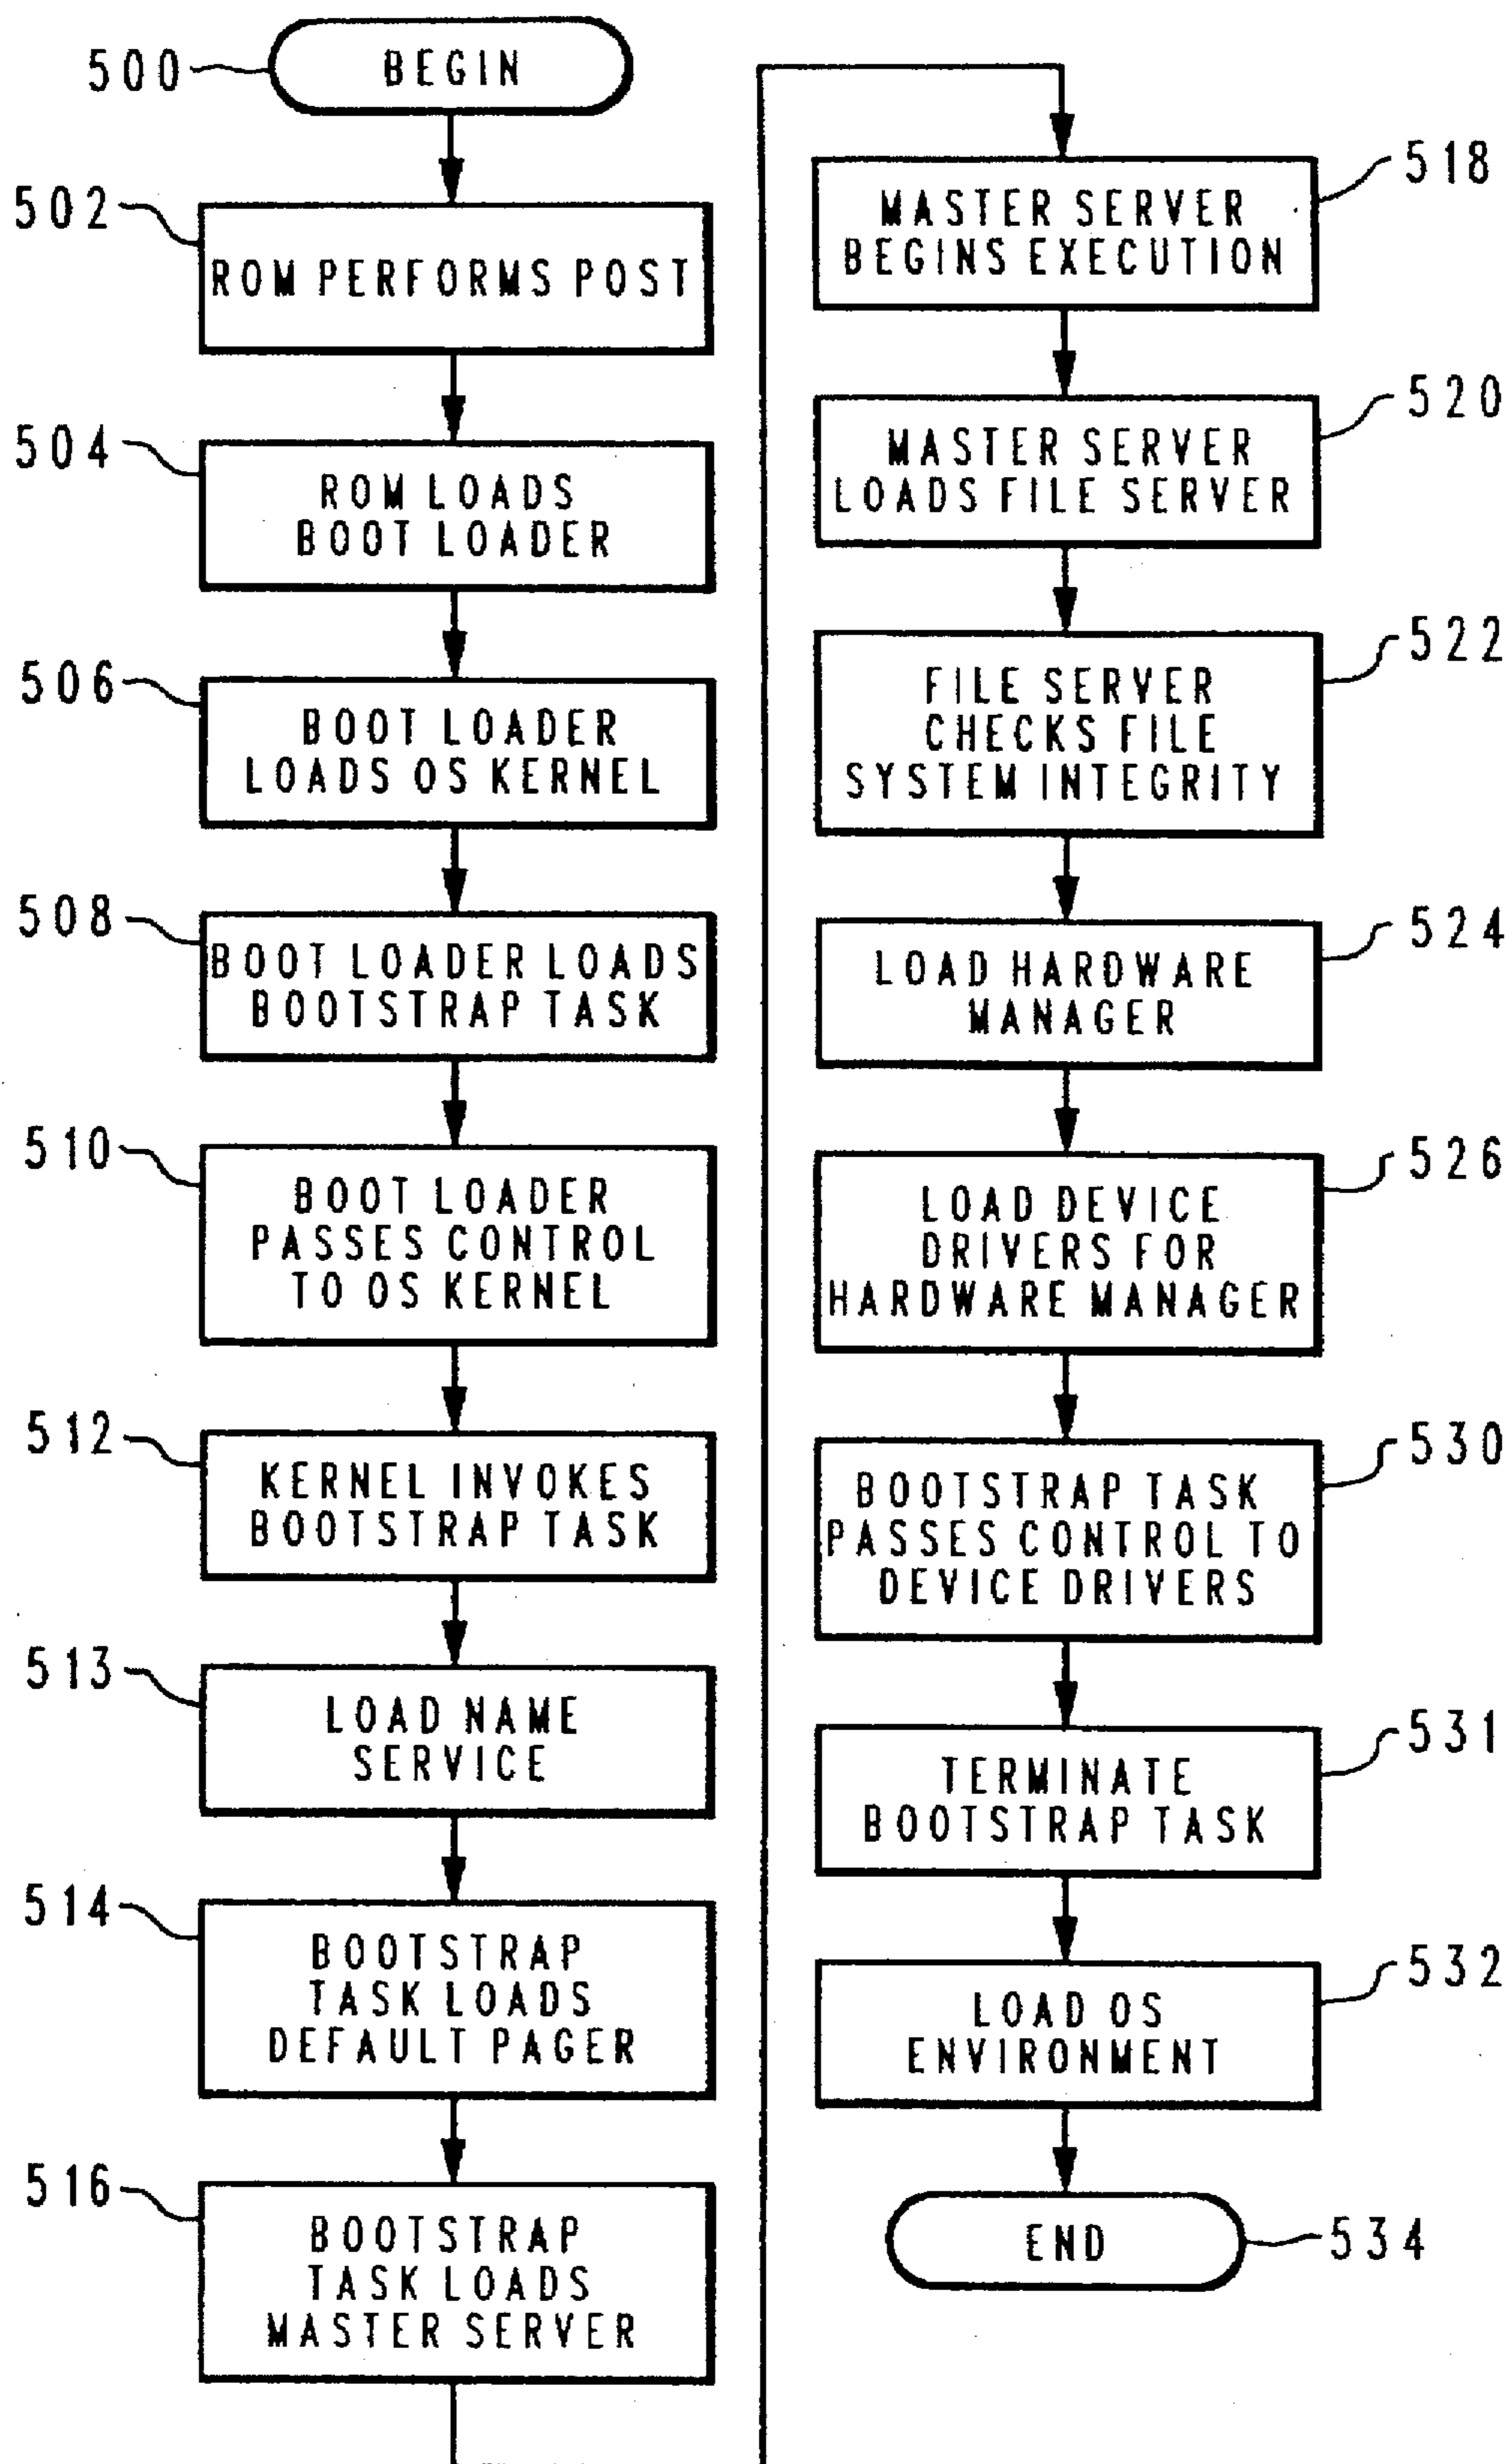 500
BEGIN
502
ROM PERFORMS POST
504
ROM LOADS
BOOT LOADER
506
BOOT LOADER
LOADS OS KERNEL
508
BOOT LOADER LOADS
BOOTSTRAP TASK
510
BOOT LOADER
PASSES CONTROL
TO OS KERNEL
512
KERNEL INVOKES
BOOTSTRAP TASK
513
LOAD NAME
SERVICE
514
BOOTSTRAP
TASK LOADS
DEFAULT PAGER
516
BOOTSTRAP
TASK LOADS
MASTER SERVER
518
MASTER SERVER
BEGINS EXECUTION
520
MASTER SERVER
LOADS FILE SERVER
522
FILE SERVER
CHECKS FILE
SYSTEM INTEGRITY
524
LOAD HARDWARE
MANAGER
526
LOAD DEVICE
DRIVERS FOR
HARDWARE MANAGER
530
BOOTSTRAP TASK
PASSES CONTROL TO
DEVICE DRIVERS
531
TERMINATE
BOOTSTRAP TASK
532
LOAD OS
ENVIRONMENT
END
534